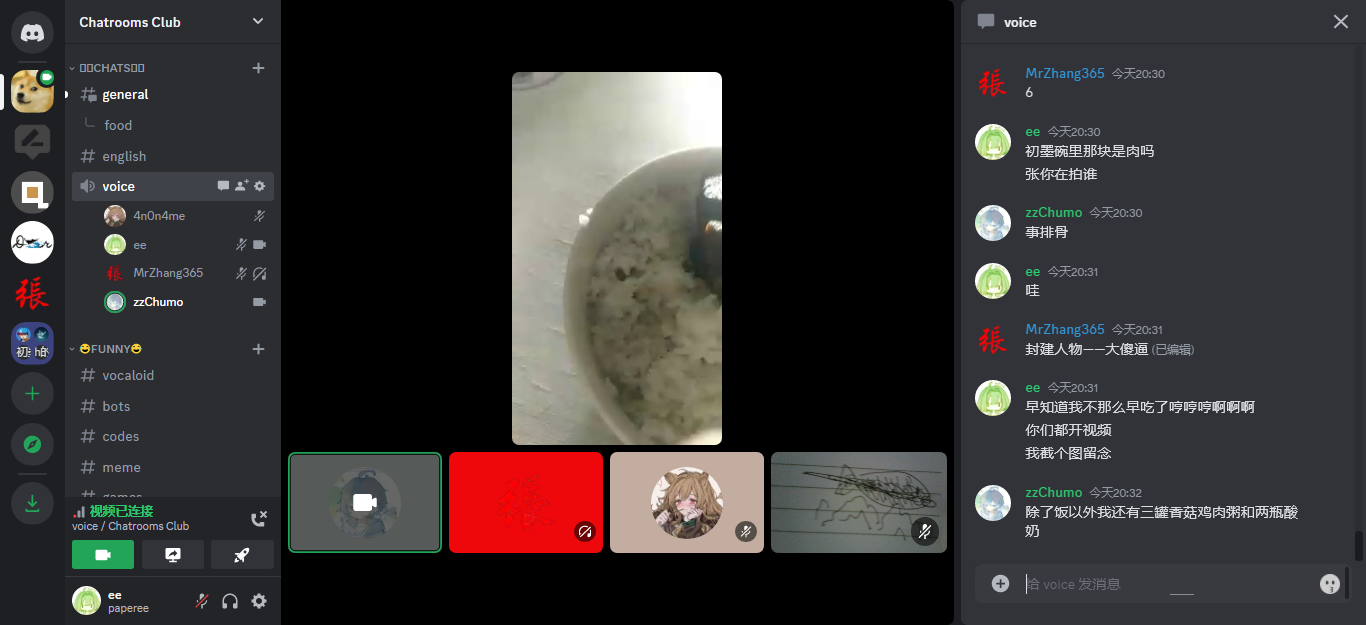 Chatrooms Club
CHATS
general
food
english
voice
4n0n4me
ee
張
MrZhang365
zzChumo
張
初
FUNNY
vocaloid
bots
codes
meme
games
视频已连接
voice / Chatrooms Club
ee
paperee
voice
張
MrZhang365 今天20:30
6
ee 今天20:30
初墨碗里那块是肉吗
张你在拍谁
zzChumo 今天20:30
事排骨
ee 今天20:31
哇
張
MrZhang365 今天20:31
封建人物——大傻逼 (已编辑)
ee 今天20:31
早知道我不那么早吃了哼哼哼啊啊啊
你们都开视频
我截个图留念
zzChumo 今天20:32
除了饭以外我还有三罐香菇鸡肉粥和两瓶酸
奶
给 voice 发消息